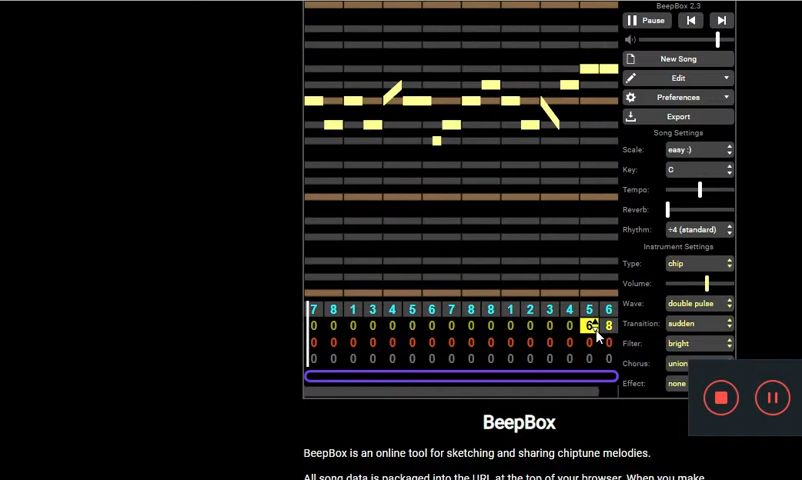 BeepBox 2.3
Pause
New Song
Edit
Preferences
Export
Song Settings
Scale: easy :)
Key: C
Tempo:
Reverb:
Rhythm: ÷4 (standard)
Instrument Settings
Type: chip
Volume:
Wave: double pulse
Transition: sudden
Filter: bright
Chorus: union
Effect: none
7 8 1 3 4 5 6 7 8 8 1 2 3 4 5 6
0 0 0 0 0 0 0 0 0 0 0 0 0 0 6 8
0 0 0 0 0 0 0 0 0 0 0 0 0 0 0 0
0 0 0 0 0 0 0 0 0 0 0 0 0 0 0 0
BeepBox
BeepBox is an online tool for sketching and sharing chiptune melodies.
All song data is packaged into the URL at the top of your browser. When you make